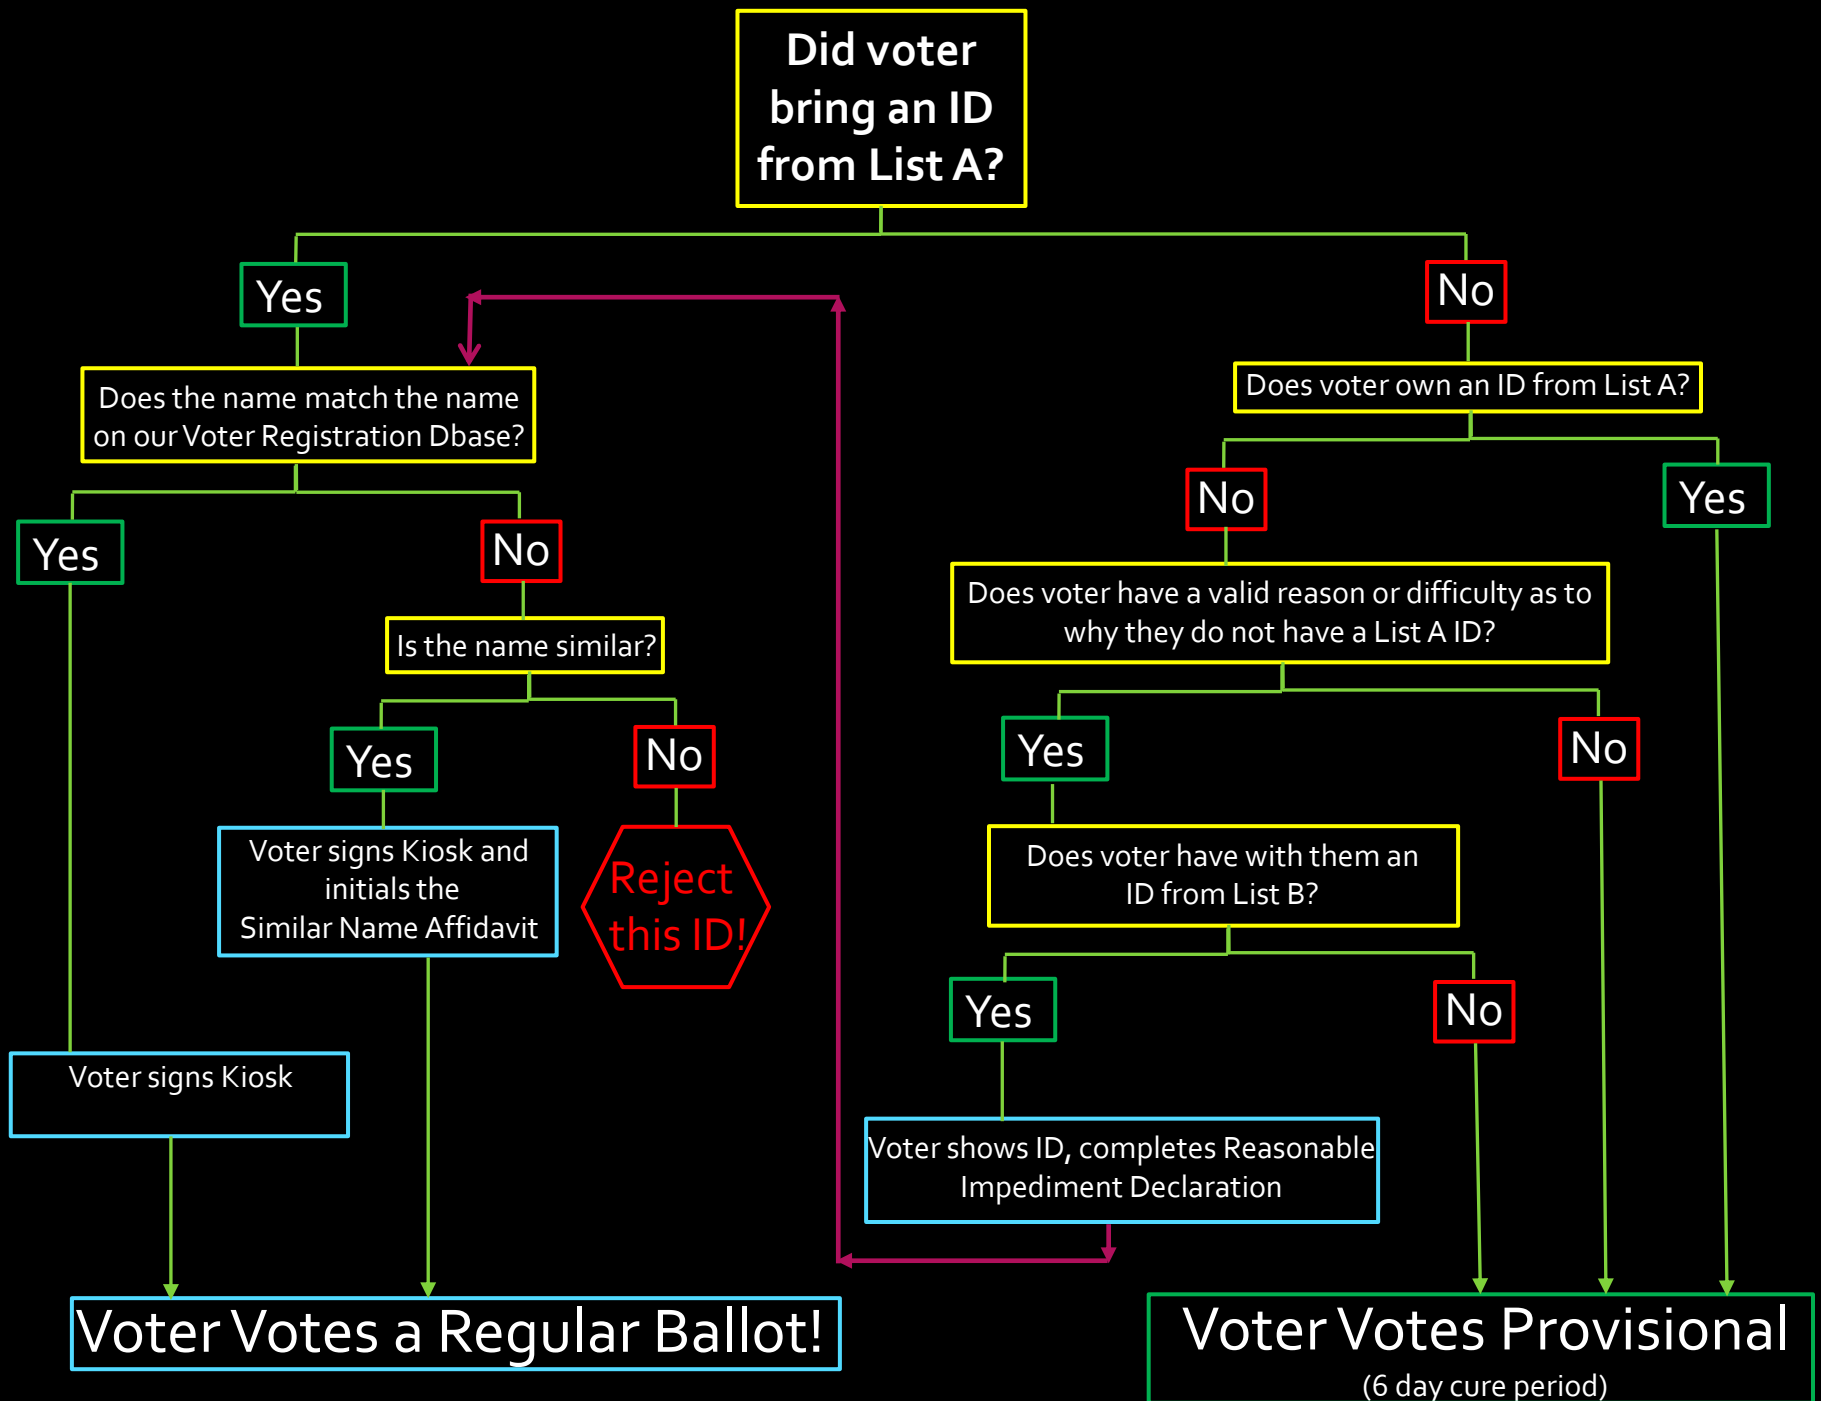 Did voter
bring an ID
from List A?
Yes
No
Does the name match the name
on our Voter Registration Dbase?
Does voter own an ID from List A?
Yes
No
No
Yes
Is the name similar?
Does voter have a valid reason or difficulty as to
why they do not have a List A ID?
Yes
No
Yes
No
Voter signs Kiosk and
initials the
Similar Name Affidavit
Reject
this ID!
Does voter have with them an
ID from List B?
Yes
No
Voter signs Kiosk
Voter shows ID, completes Reasonable
Impediment Declaration
Voter Votes a Regular Ballot!
Voter Votes Provisional
(6 day cure period)